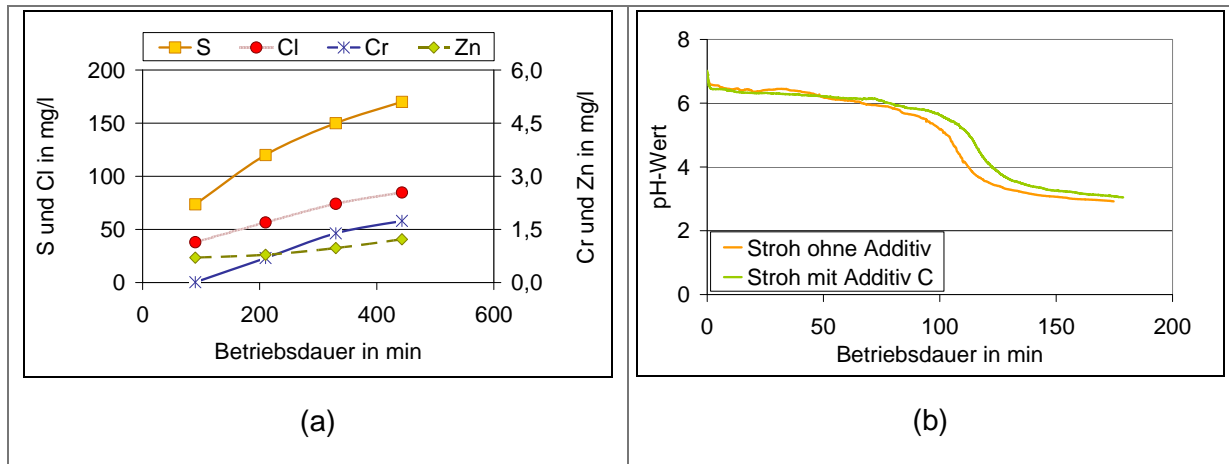 S Cl Cr Zn
200
150
100
50
0
S und Cl in mg/l
6,0
4,5
3,0
1,5
0,0
Cr und Zn in mg/l
0 200 400 600
Betriebsdauer in min
(a)
8
6
4
2
0
pH-Wert
Stroh ohne Additiv
Stroh mit Additiv C
0 50 100 150 200
Betriebsdauer in min
(b)